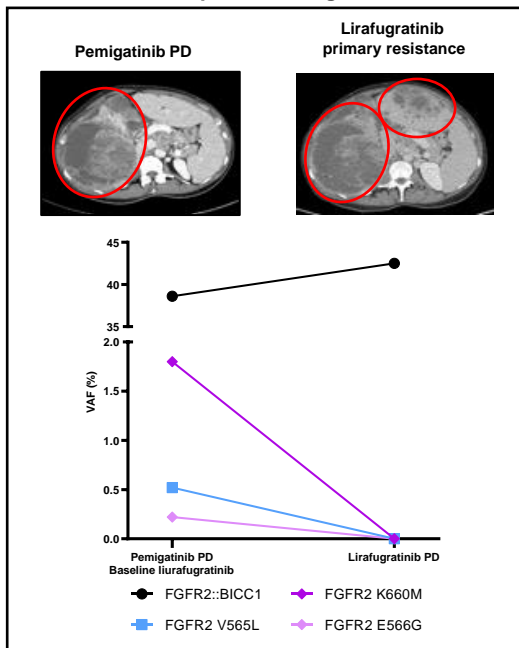 Pemigatinib PD
Lirafugratinib
primary resistance
45
40
35
2.0
1.5
1.0
0.5
0.0
VAF (%)
Pemigatinib PD
Baseline liurafugratinib
Lirafugratinib PD
FGFR2::BICC1
FGFR2 K660M
FGFR2 V565L
FGFR2 E566G